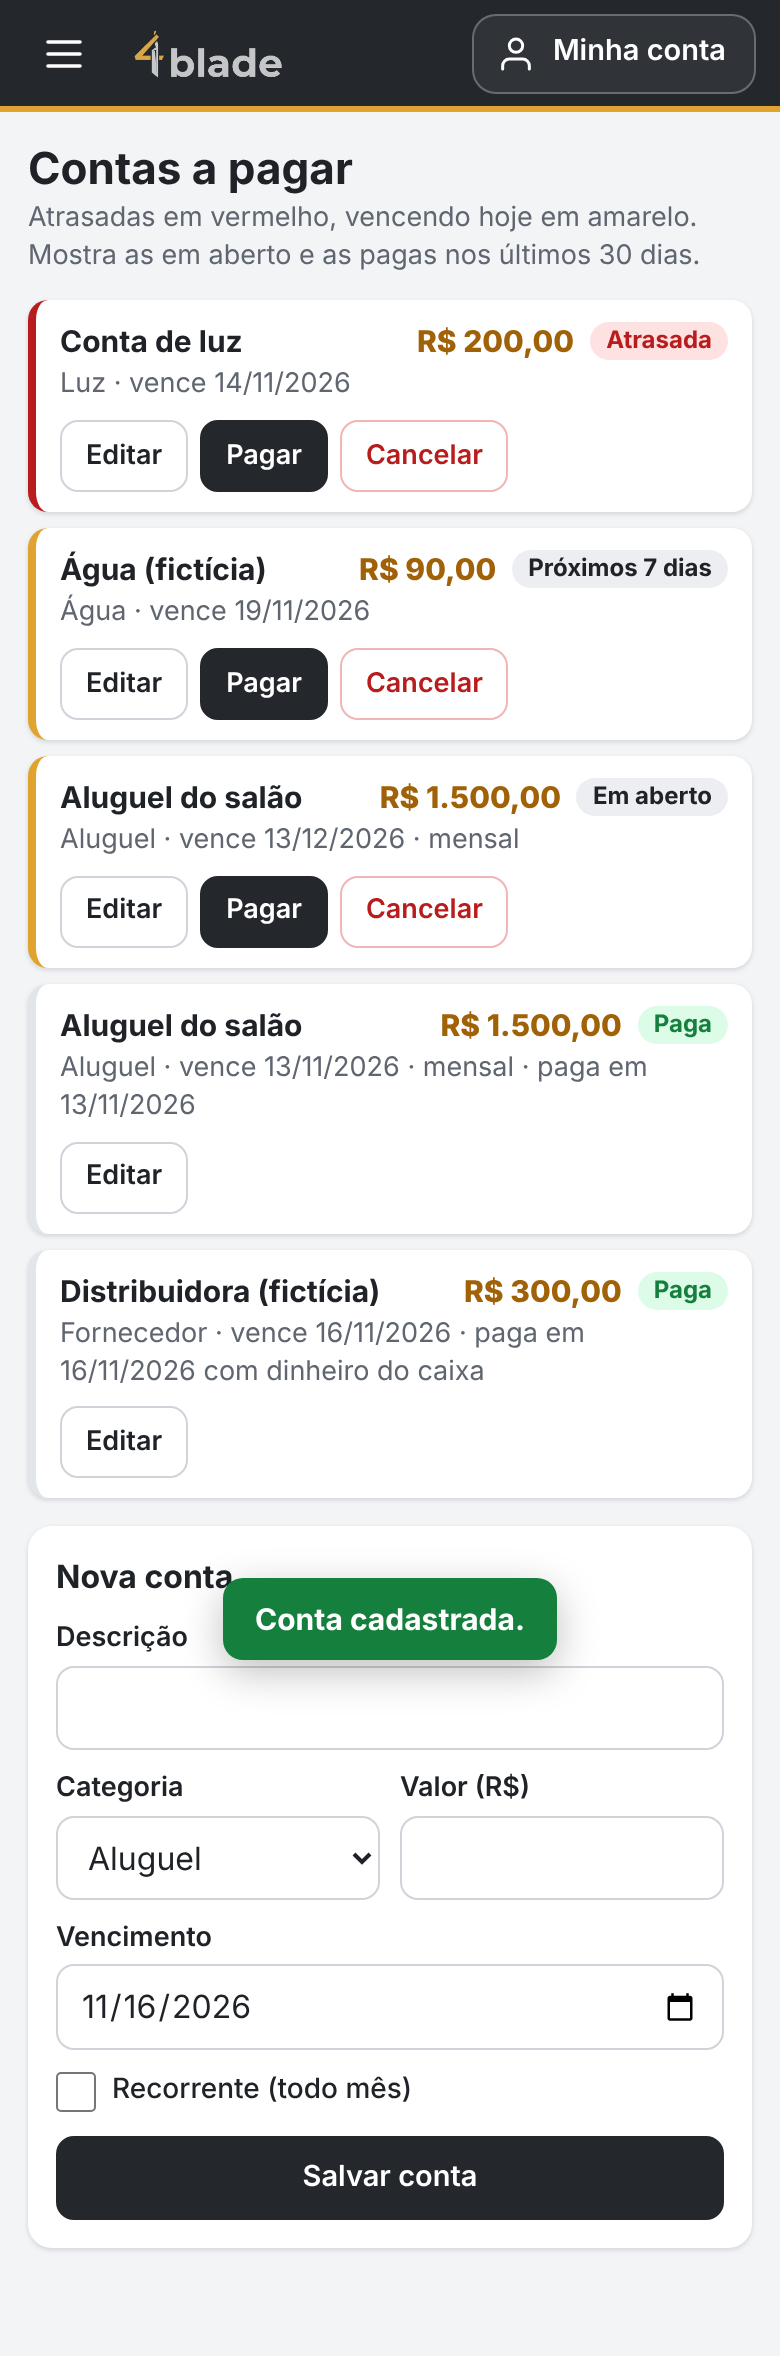 4blade
Minha conta
Contas a pagar
Atrasadas em vermelho, vencendo hoje em amarelo.
Mostra as em aberto e as pagas nos últimos 30 dias.
Conta de luz R$ 200,00 Atrasada
Luz · vence 14/11/2026
Editar Pagar Cancelar
Água (fictícia) R$ 90,00 Próximos 7 dias
Água · vence 19/11/2026
Editar Pagar Cancelar
Aluguel do salão R$ 1.500,00 Em aberto
Aluguel · vence 13/12/2026 · mensal
Editar Pagar Cancelar
Aluguel do salão R$ 1.500,00 Paga
Aluguel · vence 13/11/2026 · mensal · paga em
13/11/2026
Editar
Distribuidora (fictícia) R$ 300,00 Paga
Fornecedor · vence 16/11/2026 · paga em
16/11/2026 com dinheiro do caixa
Editar
Nova conta
Conta cadastrada.
Descrição
Categoria Valor (R$)
Aluguel
Vencimento
11/16/2026
Recorrente (todo mês)
Salvar conta